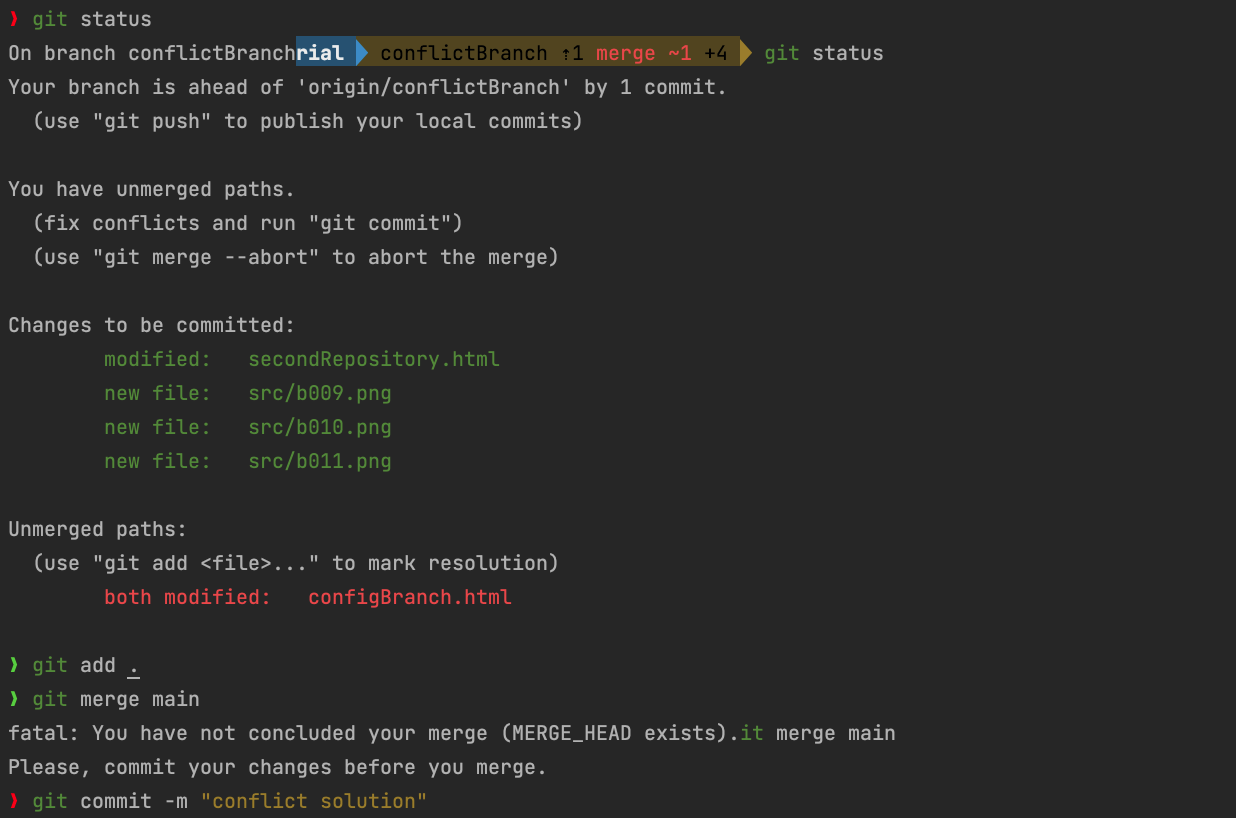 ❯ git status
On branch conflictBranchrial conflictBranch ⇡1 merge ~1 +4 git status
Your branch is ahead of 'origin/conflictBranch' by 1 commit.
  (use "git push" to publish your local commits)

You have unmerged paths.
  (fix conflicts and run "git commit")
  (use "git merge --abort" to abort the merge)

Changes to be committed:
        modified:   secondRepository.html
        new file:   src/b009.png
        new file:   src/b010.png
        new file:   src/b011.png

Unmerged paths:
  (use "git add <file>..." to mark resolution)
        both modified:   configBranch.html

❯ git add .
❯ git merge main
fatal: You have not concluded your merge (MERGE_HEAD exists).it merge main
Please, commit your changes before you merge.
❯ git commit -m "conflict solution"